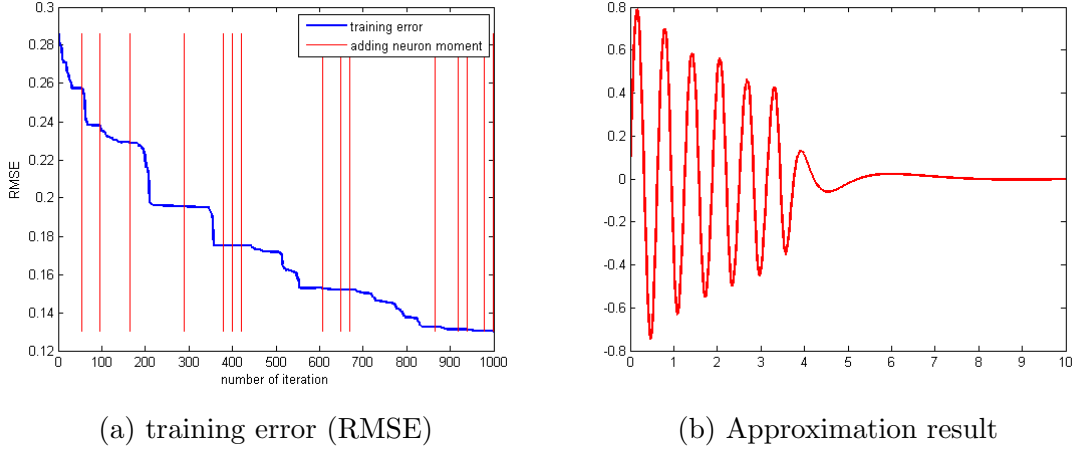 0.3
0.28
0.26
0.24
0.22
0.2
0.18
0.16
0.14
0.12
RMSE
0 100 200 300 400 500 600 700 800 900 1000
number of iteration
training error
adding neuron moment
(a) training error (RMSE)
0.8
0.6
0.4
0.2
0
-0.2
-0.4
-0.6
-0.8
0 1 2 3 4 5 6 7 8 9 10
(b) Approximation result